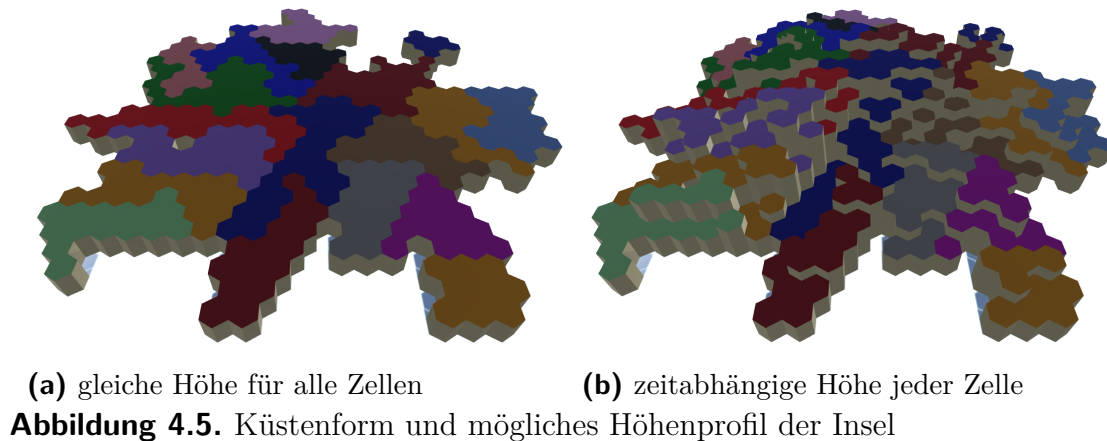 (a) gleiche Höhe für alle Zellen
(b) zeitabhängige Höhe jeder Zelle
Abbildung 4.5. Küstenform und mögliches Höhenprofil der Insel